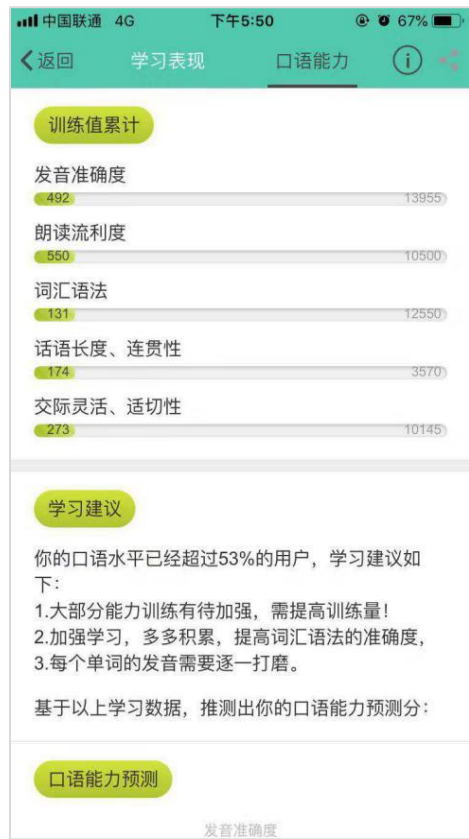 中国联通 4G 下午5:50 67%
返回 学习表现 口语能力 i
训练值累计
发音准确度
492 13955
朗读流利度
550 10500
词汇语法
131 12550
话语长度、连贯性
174 3570
交际灵活、适切性
273 10145
学习建议
你的口语水平已经超过53%的用户，学习建议如
下：
1.大部分能力训练有待加强，需提高训练量！
2.加强学习，多多积累，提高词汇语法的准确度，
3.每个单词的发音需要逐一打磨。
基于以上学习数据，推测出你的口语能力预测分：
口语能力预测
发音准确度